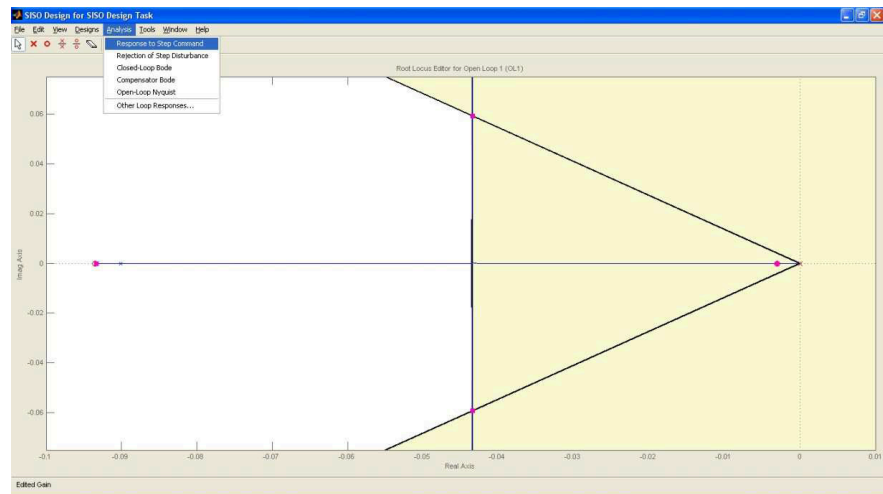 SISO Design for SISO Design Task
File Edit View Designs Analysis Tools Window Help
Response to Step Command
Rejection of Step Disturbance
Closed-Loop Bode
Compensator Bode
Open-Loop Nyquist
Other Loop Responses...
Root Locus Editor for Open Loop 1 (OL1)
0.06
0.04
0.02
0
-0.02
-0.04
-0.06
Imag Axis
-0.1 -0.09 -0.08 -0.07 -0.06 -0.05 -0.04 -0.03 -0.02 -0.01 0 0.01
Real Axis
Edited Gain